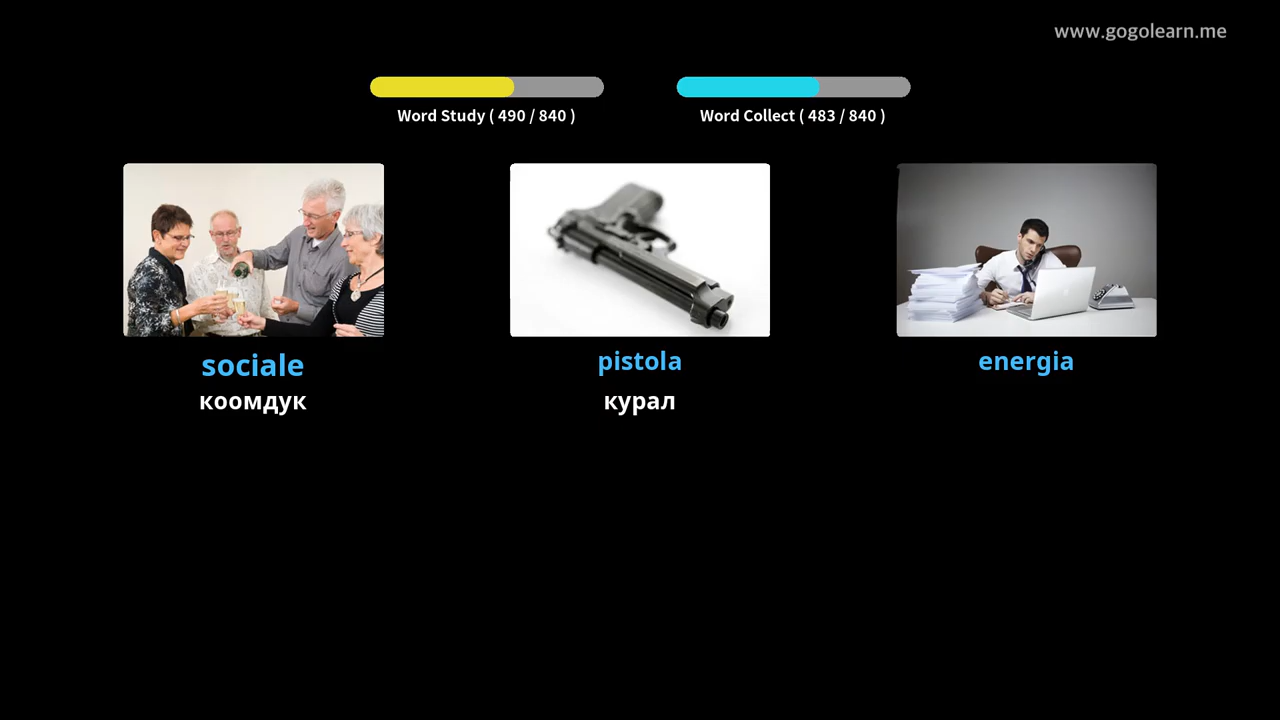 www.gogolearn.me
Word Study ( 490 / 840 )
Word Collect ( 483 / 840 )
sociale
коомдук
pistola
курал
energia